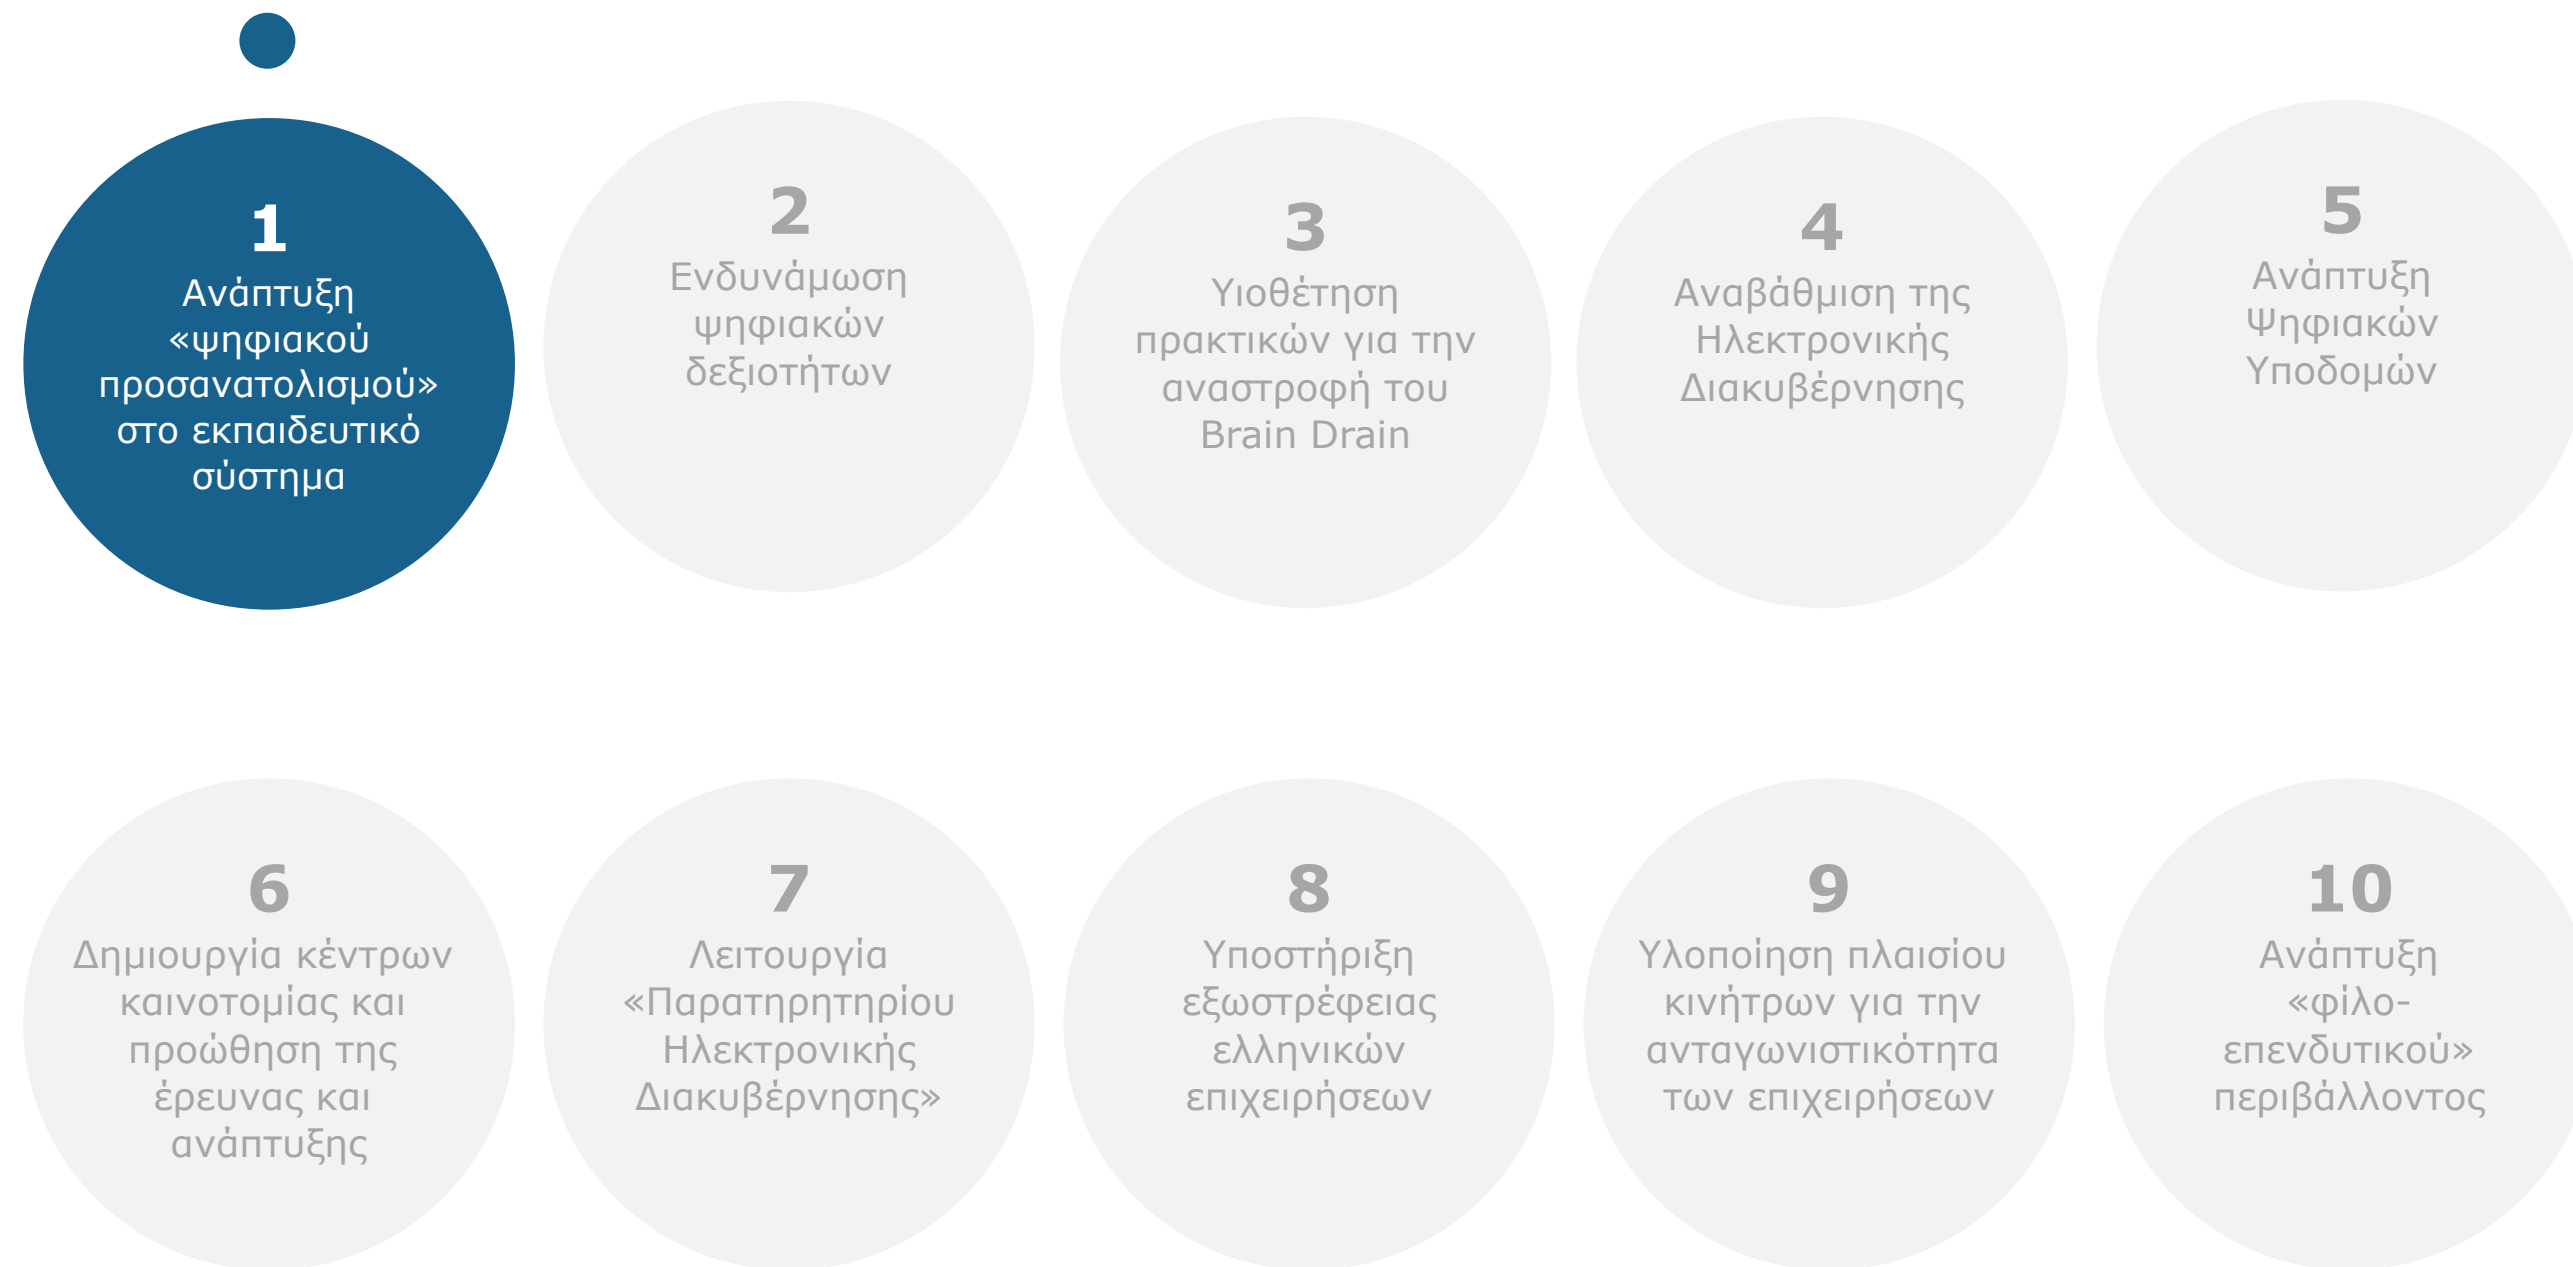 1
Ανάπτυξη
«ψηφιακού
προσανατολισμού»
στο εκπαιδευτικό
σύστημα
2
Ενδυνάμωση
ψηφιακών
δεξιοτήτων
3
Υιοθέτηση
πρακτικών για την
αναστροφή του
Brain Drain
4
Αναβάθμιση της
Ηλεκτρονικής
Διακυβέρνησης
5
Ανάπτυξη
Ψηφιακών
Υποδομών
6
Δημιουργία κέντρων
καινοτομίας και
προώθηση της
έρευνας και
ανάπτυξης
7
Λειτουργία
«Παρατηρητηρίου
Ηλεκτρονικής
Διακυβέρνησης»
8
Υποστήριξη
εξωστρέφειας
ελληνικών
επιχειρήσεων
9
Υλοποίηση πλαισίου
κινήτρων για την
ανταγωνιστικότητα
των επιχειρήσεων
10
Ανάπτυξη
«φίλο-
επενδυτικού»
περιβάλλοντος